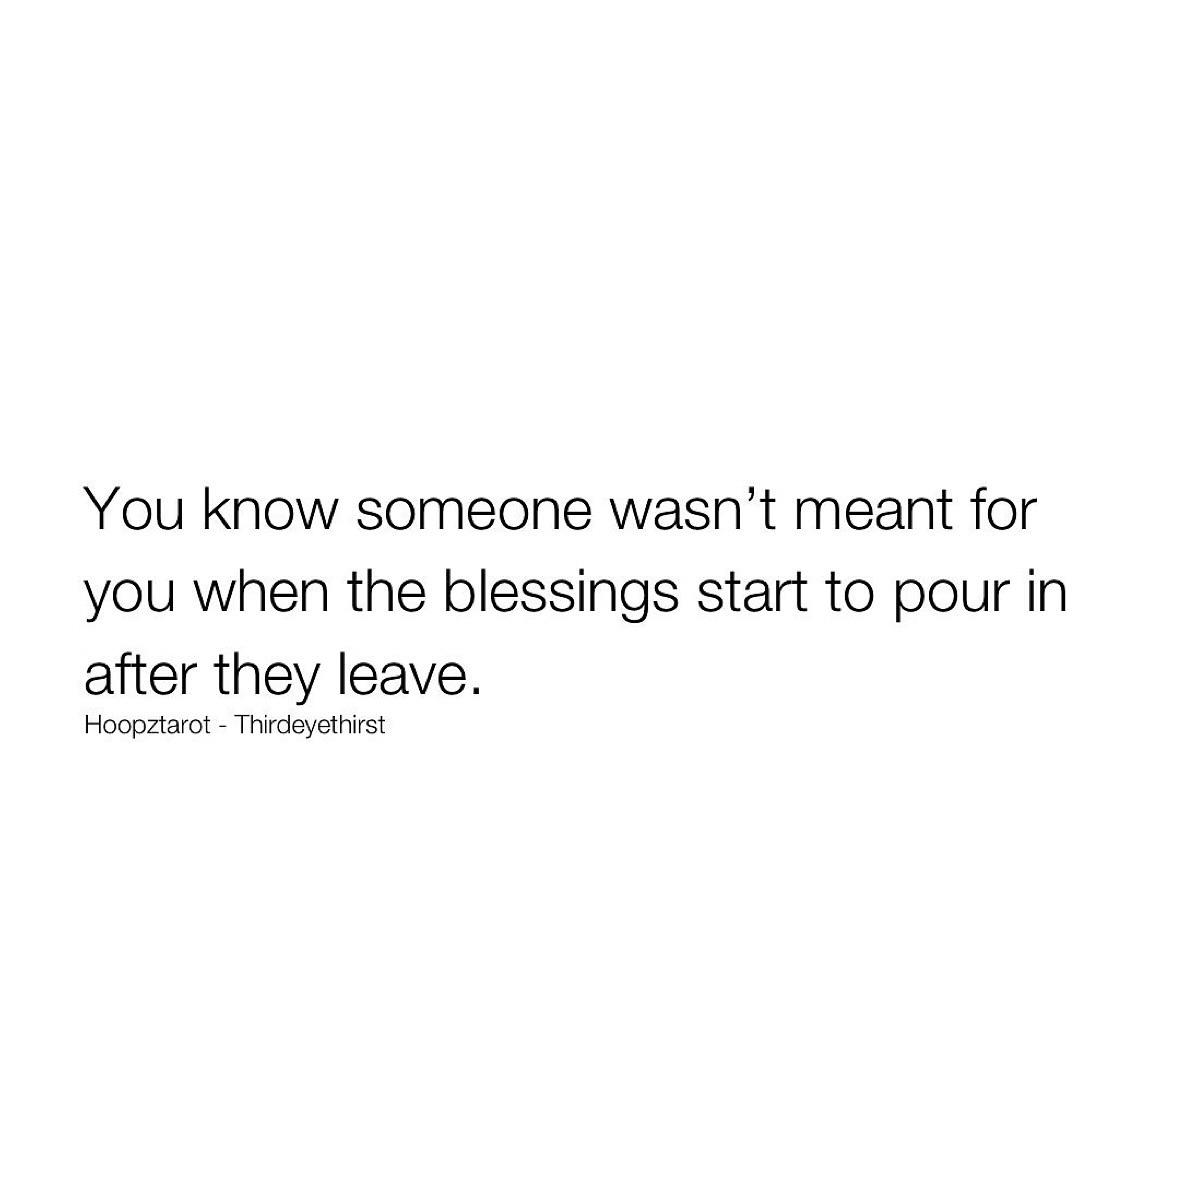 You know someone wasn’t meant for
you when the blessings start to pour in
after they leave.
Hoopztarot - Thirdeyethirst